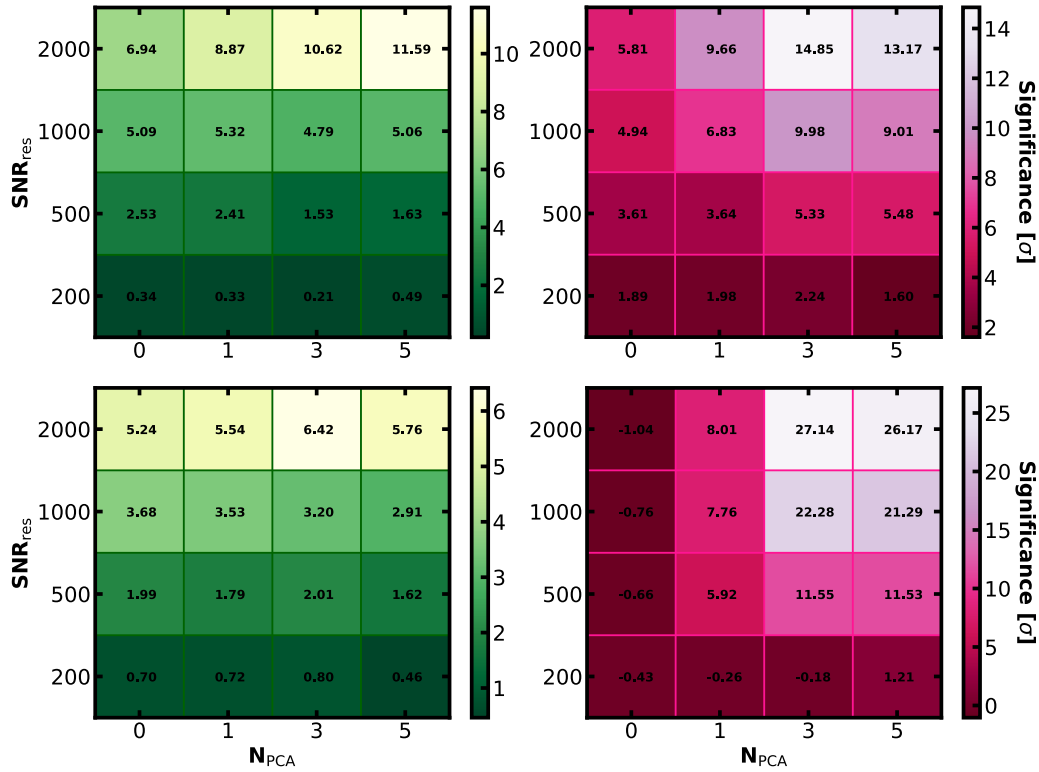 2000 6.94 8.87 10.62 11.59
1000 5.09 5.32 4.79 5.06
500 2.53 2.41 1.53 1.63
200 0.34 0.33 0.21 0.49
0 1 3 5
SNRres
10
8
6
4
2
5.81 9.66 14.85 13.17
4.94 6.83 9.98 9.01
3.61 3.64 5.33 5.48
1.89 1.98 2.24 1.60
0 1 3 5
14
12
10
8
6
4
2
Significance [σ]
2000 5.24 5.54 6.42 5.76
1000 3.68 3.53 3.20 2.91
500 1.99 1.79 2.01 1.62
200 0.70 0.72 0.80 0.46
0 1 3 5
SNRres
NPCA
6
5
4
3
2
1
2000 -1.04 8.01 27.14 26.17
1000 -0.76 7.76 22.28 21.29
500 -0.66 5.92 11.55 11.53
200 -0.43 -0.26 -0.18 1.21
0 1 3 5
NPCA
25
20
15
10
5
0
Significance [σ]